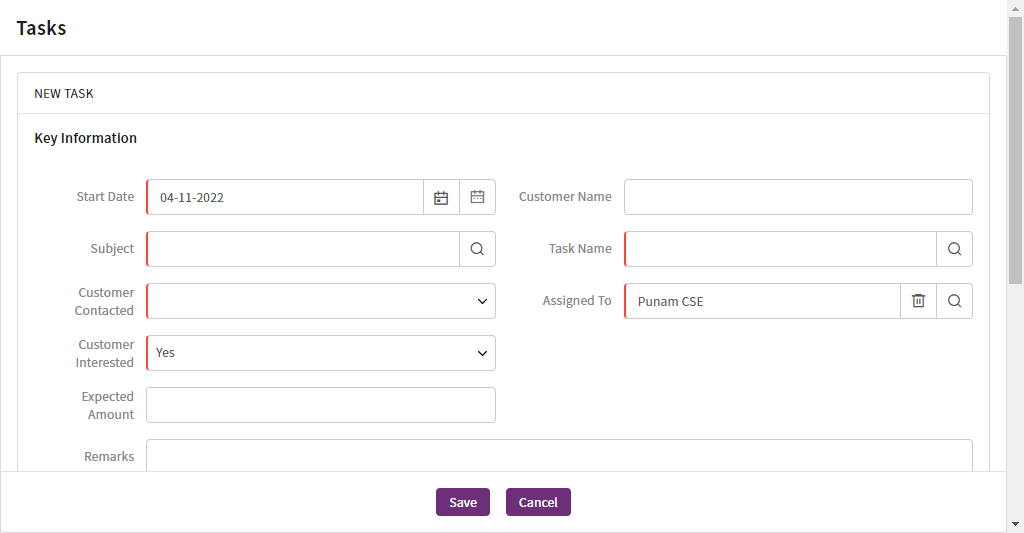 Tasks
NEW TASK
Key Information
Start Date
04-11-2022
Customer Name
Subject
Task Name
Customer
Contacted
Assigned To
Punam CSE
Customer
Interested
Yes
Expected
Amount
Remarks
Save
Cancel